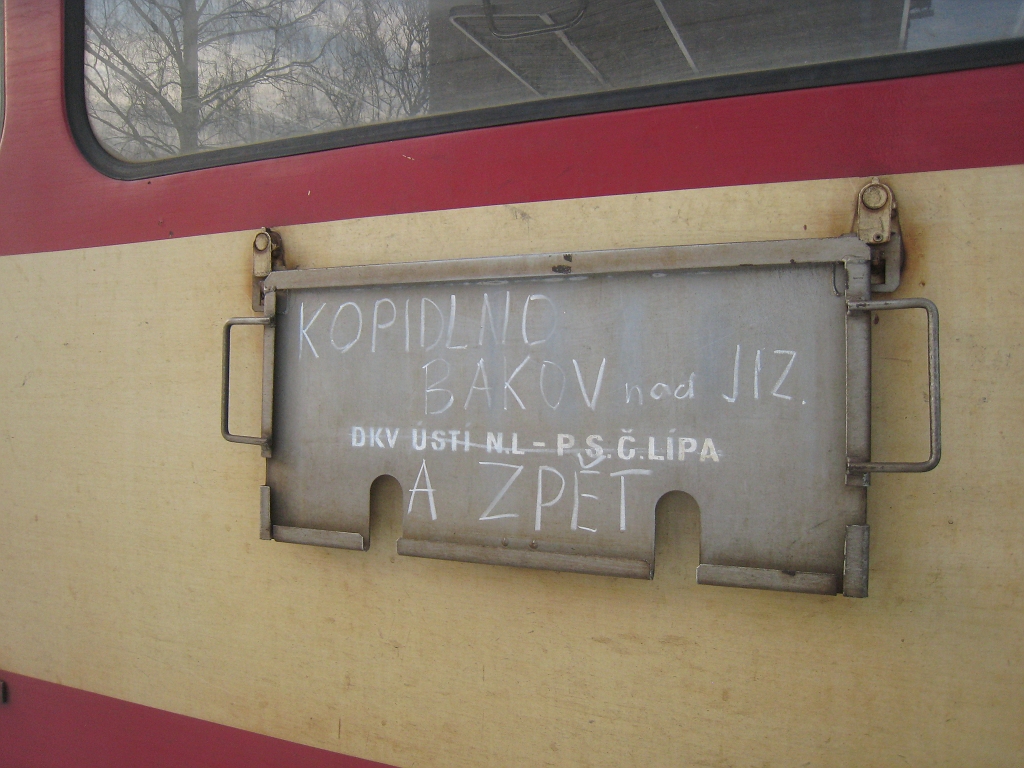 KOPIDLNO
BAKOV nad JIZ.
DKV ÚSTÍ N.L - P.S.Č.LÍPA
A ZPĚT